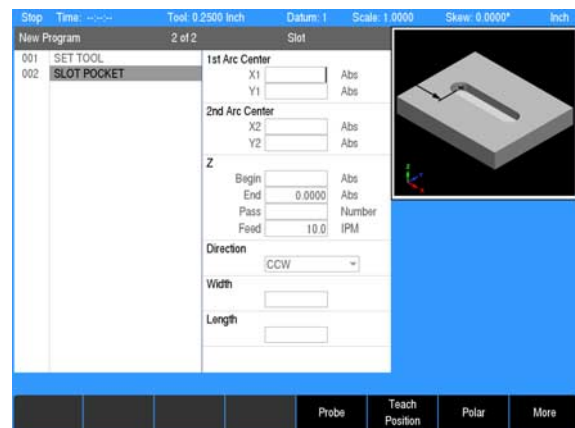 Stop Time: --:--:-- Tool: 0.2500 Inch Datum: 1 Scale: 1.0000 Skew: 0.0000° Inch
New Program 2 of 2 Slot
001 SET TOOL
002 SLOT POCKET
1st Arc Center
X1 Abs
Y1 Abs
2nd Arc Center
X2 Abs
Y2 Abs
Z
Begin Abs
End 0.0000 Abs
Pass Number
Feed 10.0 IPM
Direction
CCW
Width
Length
Probe Teach Position Polar More